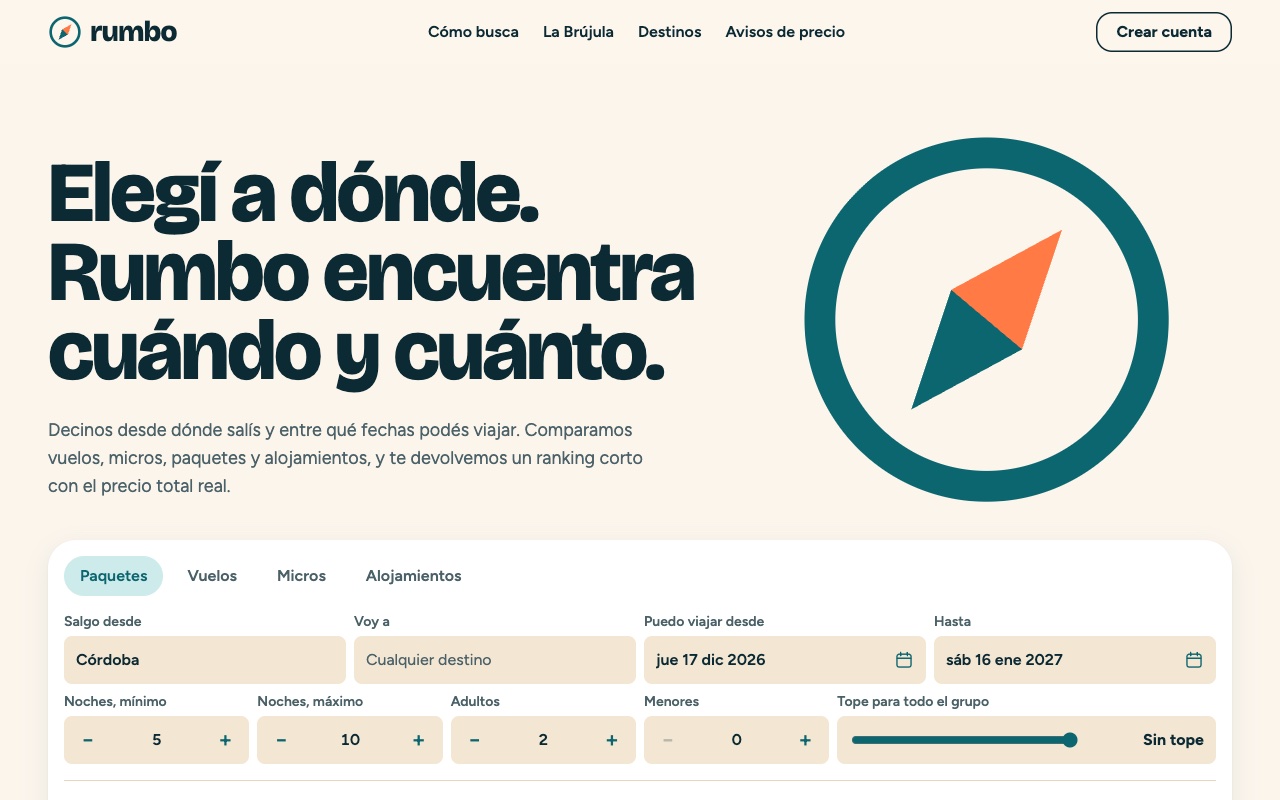 rumbo
Cómo busca
La Brújula
Destinos
Avisos de precio
Crear cuenta
Elegí a dónde.
Rumbo encuentra
cuándo y cuánto.
Decinos desde dónde salís y entre qué fechas podés viajar. Comparamos
vuelos, micros, paquetes y alojamientos, y te devolvemos un ranking corto
con el precio total real.
Paquetes
Vuelos
Micros
Alojamientos
Salgo desde
Voy a
Puedo viajar desde
Hasta
Córdoba
Cualquier destino
jue 17 dic 2026
sáb 16 ene 2027
Noches, mínimo
Noches, máximo
Adultos
Menores
Tope para todo el grupo
− 5 +
− 10 +
− 2 +
− 0 +
Sin tope